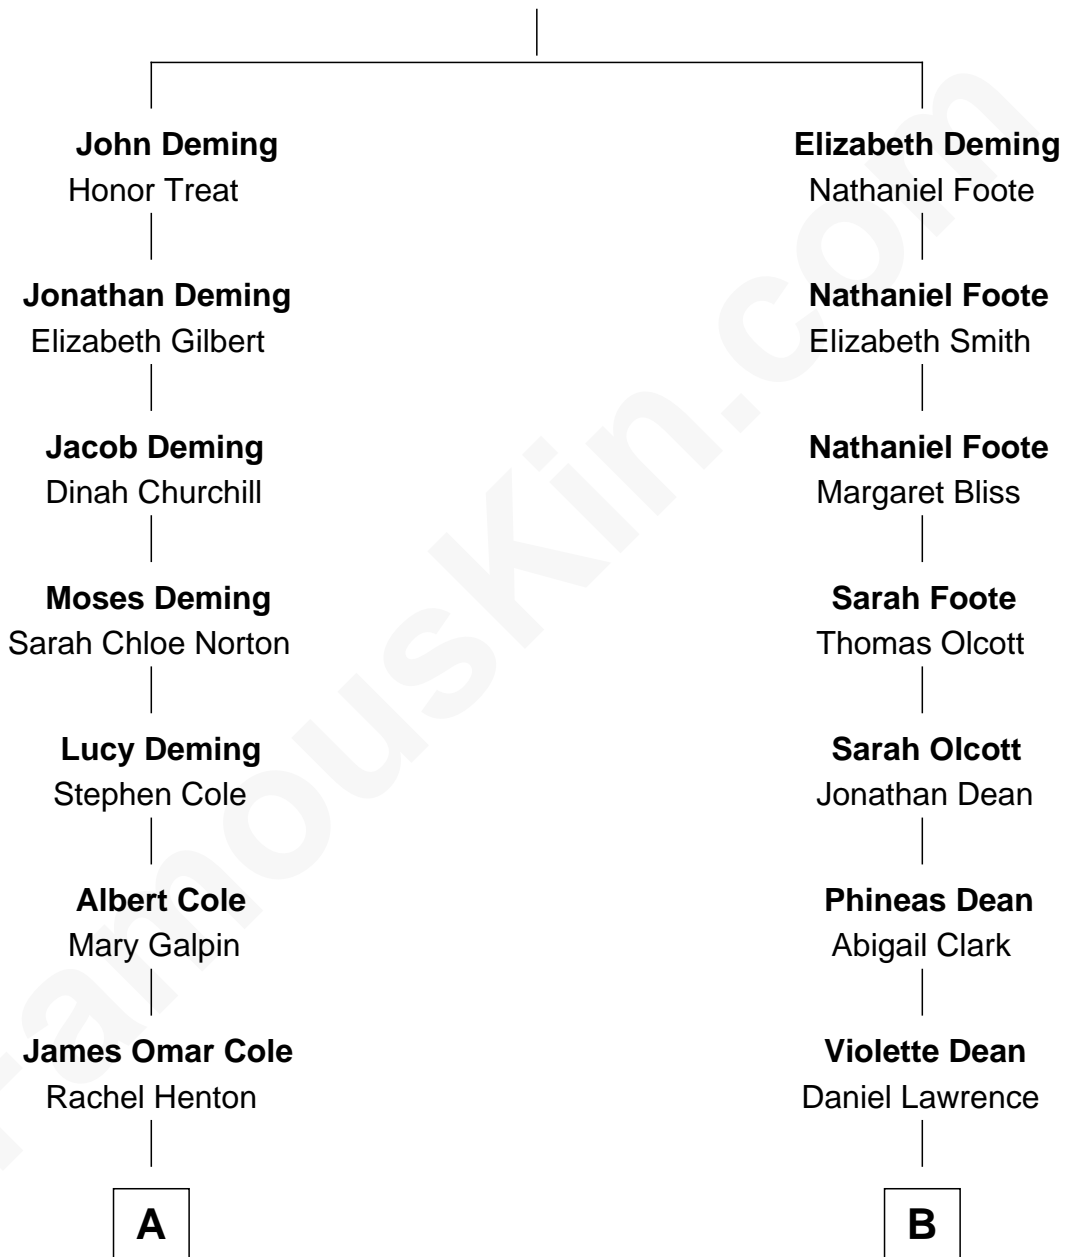 John Deming
Honor Treat
Jonathan Deming
Elizabeth Gilbert
Jacob Deming
Dinah Churchill
Moses Deming
Sarah Chloe Norton
Lucy Deming
Stephen Cole
Albert Cole
Mary Galpin
James Omar Cole
Rachel Henton
A
Elizabeth Deming
Nathaniel Foote
Nathaniel Foote
Elizabeth Smith
Nathaniel Foote
Margaret Bliss
Sarah Foote
Thomas Olcott
Sarah Olcott
Jonathan Dean
Phineas Dean
Abigail Clark
Violette Dean
Daniel Lawrence
B
FamousKin.com